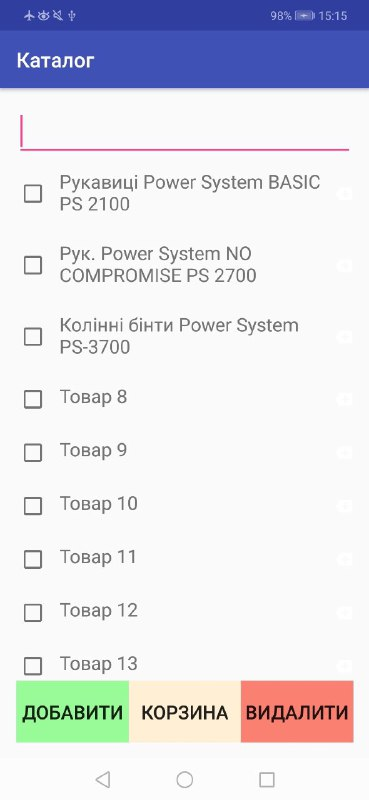 98% 15:15
Каталог
Рукавиці Power System BASIC
PS 2100
Рук. Power System NO
COMPROMISE PS 2700
Колінні бінти Power System
PS-3700
Товар 8
Товар 9
Товар 10
Товар 11
Товар 12
Товар 13
ДОБАВИТИ КОРЗИНА ВИДАЛИТИ